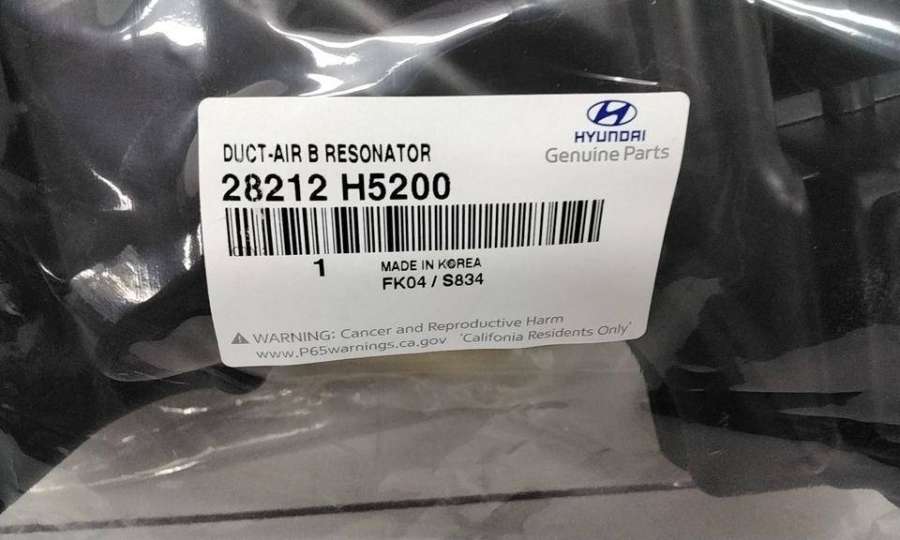 HYUNDAI
Genuine Parts
DUCT-AIR B RESONATOR
28212 H5200
1
MADE IN KOREA
FK04 / S834
WARNING: Cancer and Reproductive Harm
www.P65warnings.ca.gov 'Califonia Residents Only'